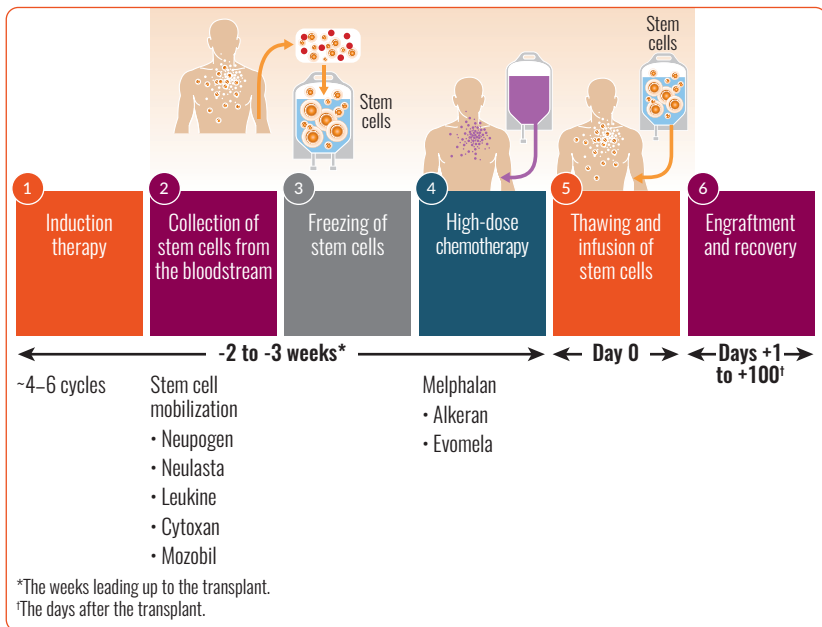 Stem
cells
Stem
cells
1
Induction
therapy
2
Collection of
stem cells from
the bloodstream
3
Freezing of
stem cells
4
High-dose
chemotherapy
5
Thawing and
infusion of
stem cells
6
Engraftment
and recovery
-2 to -3 weeks*
Day 0
Days +1
to +100†
~4–6 cycles
Stem cell
mobilization
• Neupogen
• Neulasta
• Leukine
• Cytoxan
• Mozobil
Melphalan
• Alkeran
• Evomela
*The weeks leading up to the transplant.
†The days after the transplant.